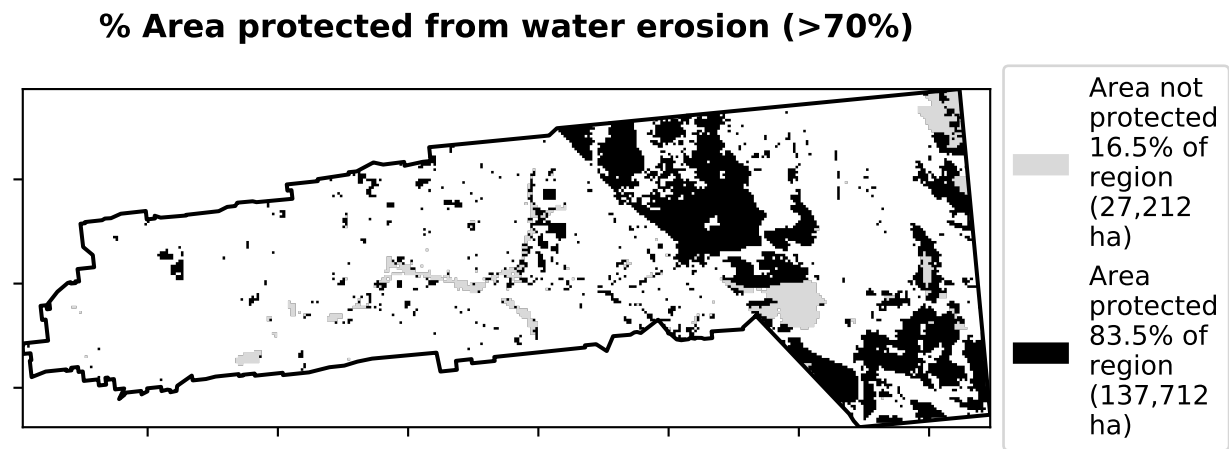 % Area protected from water erosion (>70%)
Area not
protected
16.5% of
region
(27,212
ha)
Area
protected
83.5% of
region
(137,712
ha)